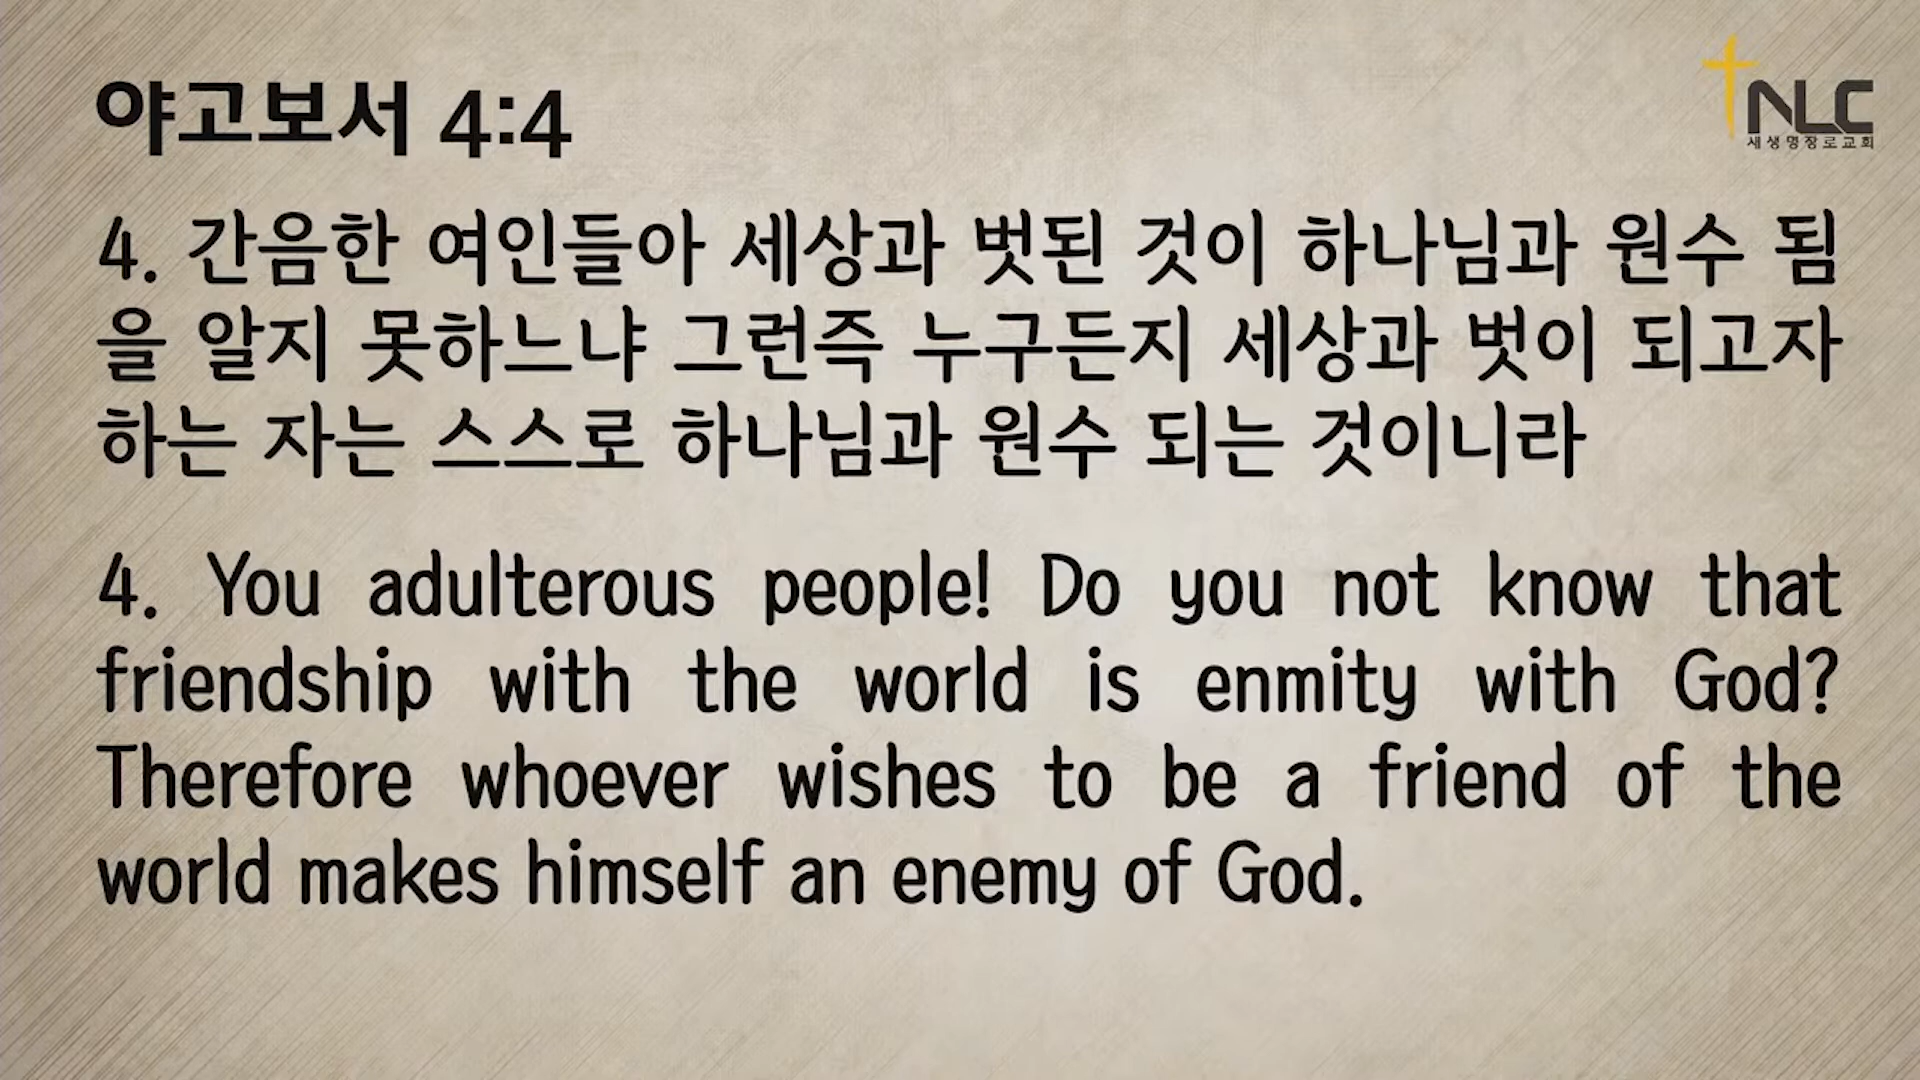 야고보서 4:4
NLC
새생명장로교회
4. 간음한 여인들아 세상과 벗된 것이 하나님과 원수 됨
을 알지 못하느냐 그런즉 누구든지 세상과 벗이 되고자
하는 자는 스스로 하나님과 원수 되는 것이니라
4. You adulterous people! Do you not know that
friendship with the world is enmity with God?
Therefore whoever wishes to be a friend of the
world makes himself an enemy of God.